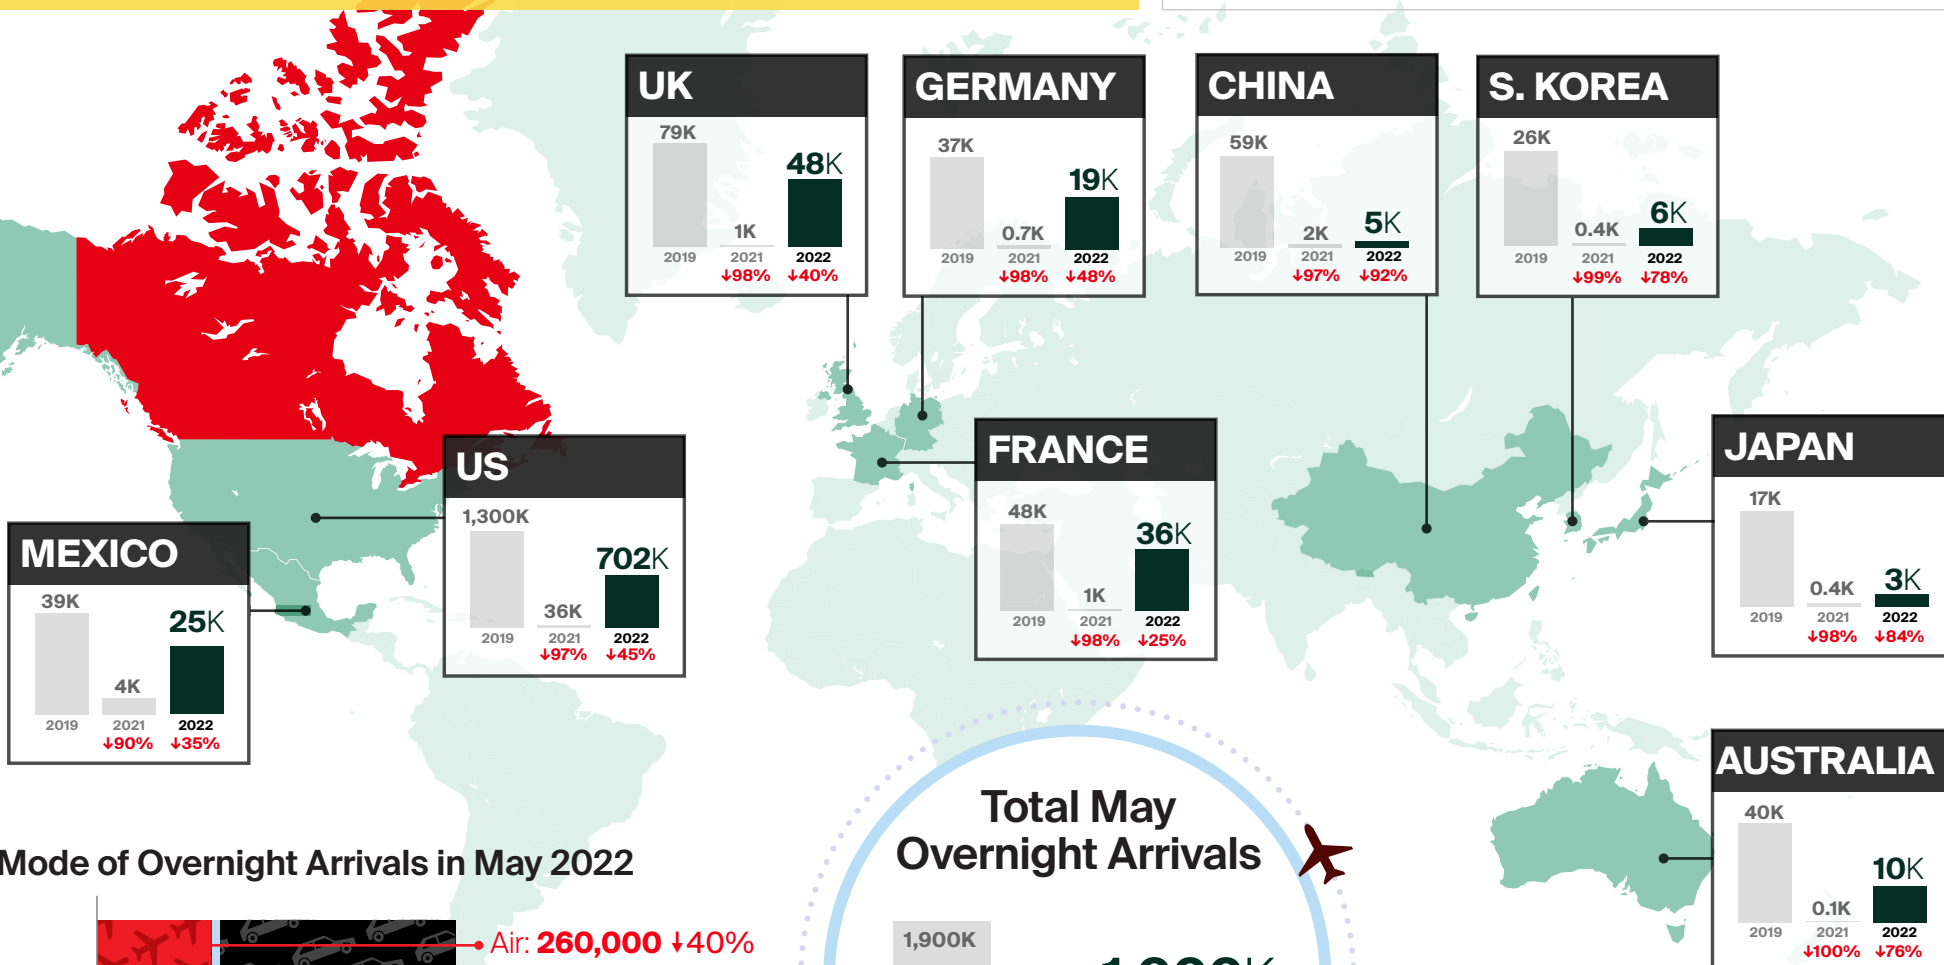 UK
79K
1K
48K
2019
2021
2022
↓98%
↓40%
GERMANY
37K
0.7K
19K
2019
2021
2022
↓98%
↓48%
CHINA
59K
2K
5K
2019
2021
2022
↓97%
↓92%
S. KOREA
26K
0.4K
6K
2019
2021
2022
↓99%
↓78%
US
1,300K
36K
702K
2019
2021
2022
↓97%
↓45%
FRANCE
48K
1K
36K
2019
2021
2022
↓98%
↓25%
JAPAN
17K
0.4K
3K
2019
2021
2022
↓98%
↓84%
MEXICO
39K
4K
25K
2019
2021
2022
↓90%
↓35%
AUSTRALIA
40K
0.1K
10K
2019
2021
2022
↓100%
↓76%
Mode of Overnight Arrivals in May 2022
Air: 260,000 ↓40%
Total May
Overnight Arrivals
1,900K